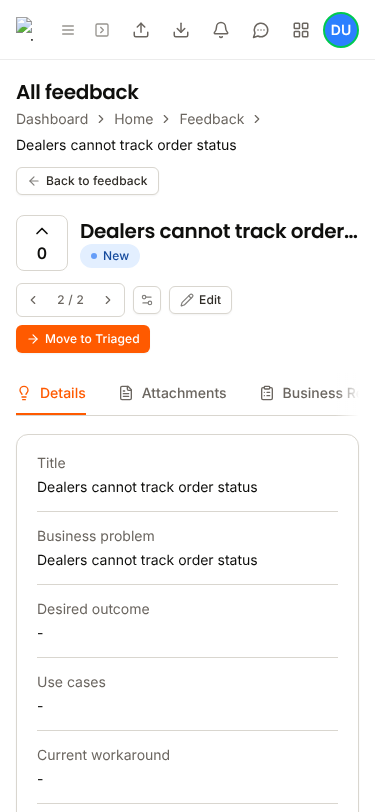 DU
All feedback
Dashboard > Home > Feedback >
Dealers cannot track order status
Back to feedback
0
Dealers cannot track order...
New
2 / 2
Edit
Move to Triaged
Details
Attachments
Business R
Title
Dealers cannot track order status
Business problem
Dealers cannot track order status
Desired outcome
-
Use cases
-
Current workaround
-